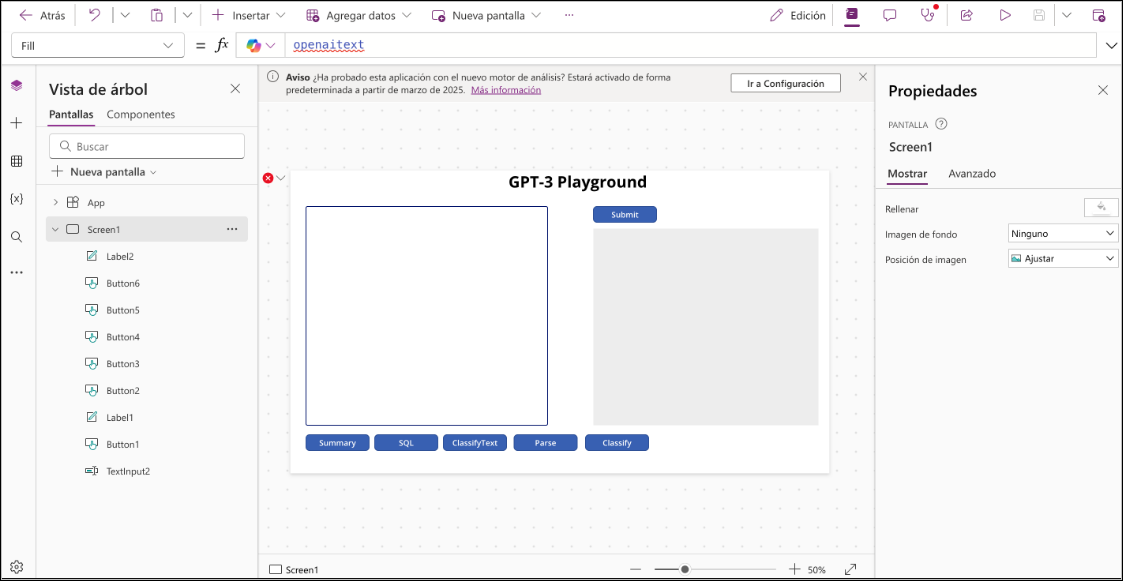 Atrás Insertar Agregar datos Nueva pantalla ... Edición
Fill = fx openaitext
Vista de árbol
Pantallas Componentes
Buscar
Nueva pantalla
App
Screen1 ...
Label2
Button6
Button5
Button4
Button3
Button2
Label1
Button1
TextInput2
{x}
Aviso ¿Ha probado esta aplicación con el nuevo motor de análisis? Estará activado de forma
predeterminada a partir de marzo de 2025. Más información
Ir a Configuración
GPT-3 Playground
Submit
Summary SQL ClassifyText Parse Classify
Screen1
50%
Propiedades
PANTALLA
Screen1
Mostrar Avanzado
Rellenar
Imagen de fondo Ninguno
Posición de imagen Ajustar